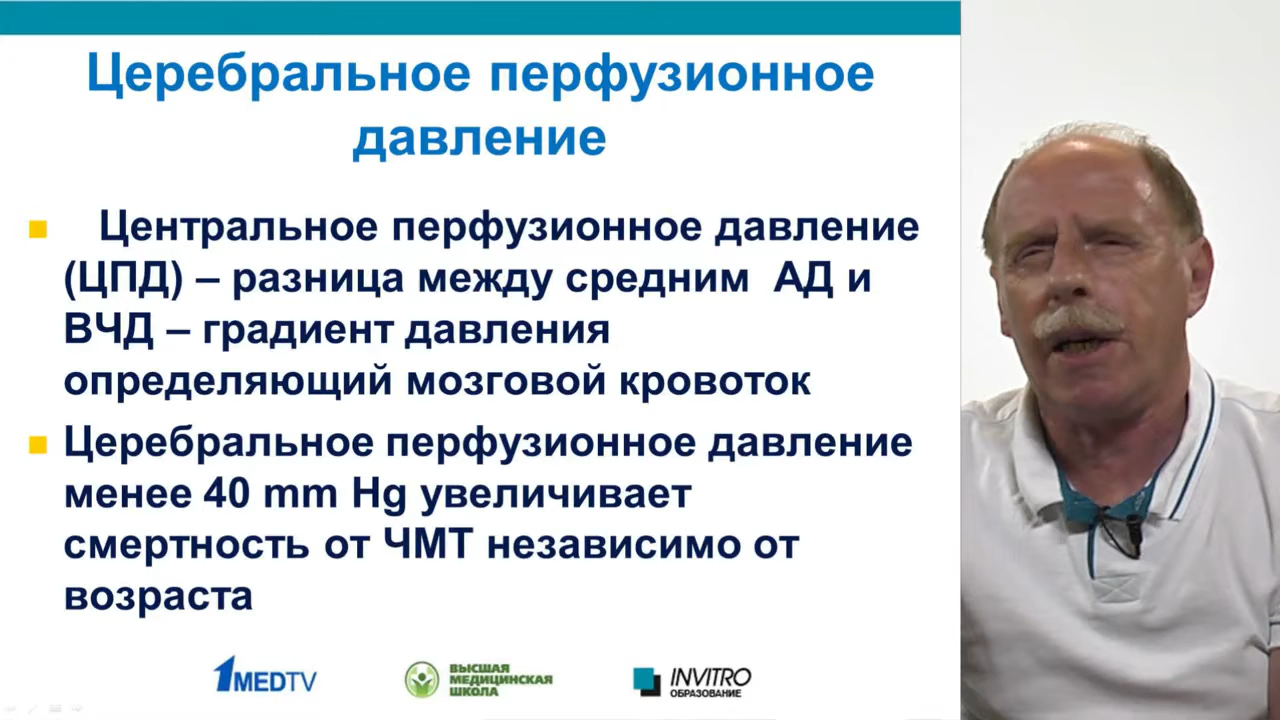 Церебральное перфузионное
давление
Центральное перфузионное давление
(ЦПД) – разница между средним АД и
ВЧД – градиент давления
определяющий мозговой кровоток
Церебральное перфузионное давление
менее 40 mm Hg увеличивает
смертность от ЧМТ независимо от
возраста
1MEDTV
ВЫСШАЯ
МЕДИЦИНСКАЯ
ШКОЛА
INVITRO
ОБРАЗОВАНИЕ